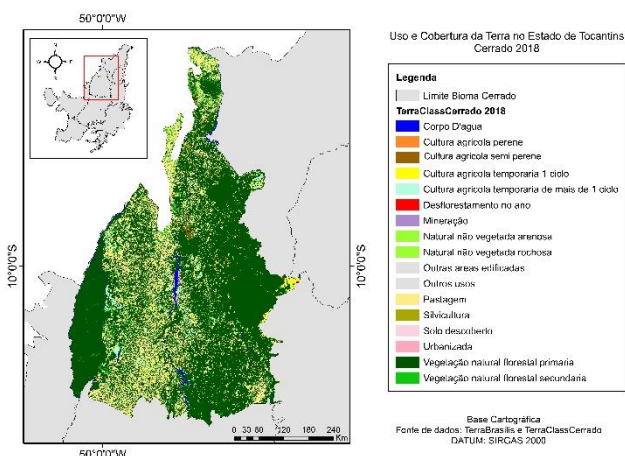 50°0'0"W
N
Uso e Cobertura da Terra no Estado de Tocantins
Cerrado 2018
Legenda
Limite Bioma Cerrado
TerraClassCerrado 2018
Corpo D'agua
Cultura agricola perene
Cultura agricola semi perene
Cultura agricola temporaria 1 ciclo
Cultura agricola temporaria de mais de 1 ciclo
Desflorestamento no ano
Mineração
Natural não vegetada arenosa
Natural não vegetada rochosa
Outras areas edificadas
Outros usos
Pastagem
Silvicultura
Solo descoberto
Urbanizada
Vegetação natural florestal primaria
Vegetação natural florestal secundaria
10°0'0"S
10°0'0"S
0 30 60 120 180 240
Km
50°0'0"W
Base Cartográfica
Fonte de dados: TerraBrasilis e TerraClassCerrado
DATUM: SIRGAS 2000